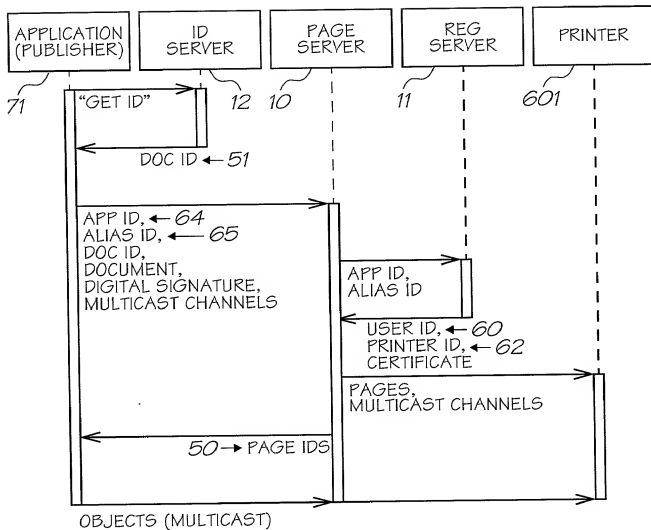 APPLICATION
(PUBLISHER)
ID
SERVER
PAGE
SERVER
REG
SERVER
PRINTER
71
12
10
11
601
"GET ID"
DOC ID ← 51
APP ID, ← 64
ALIAS ID, ← 65
DOC ID,
DOCUMENT,
DIGITAL SIGNATURE,
MULTICAST CHANNELS
APP ID,
ALIAS ID
USER ID, ← 60
PRINTER ID, ← 62
CERTIFICATE
PAGES,
MULTICAST CHANNELS
50 → PAGE IDS
OBJECTS (MULTICAST)